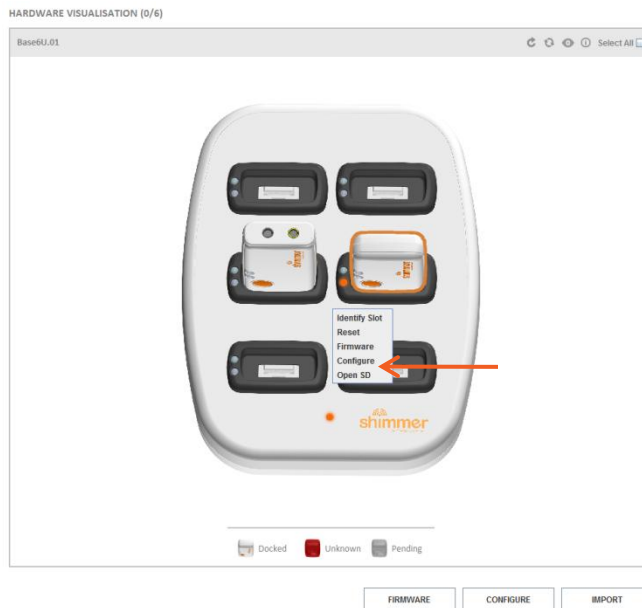 HARDWARE VISUALISATION (0/6)
Base6U.01
Select All
Identify Slot
Reset
Firmware
Configure
Open SD
shimmer
Docked
Unknown
Pending
FIRMWARE
CONFIGURE
IMPORT